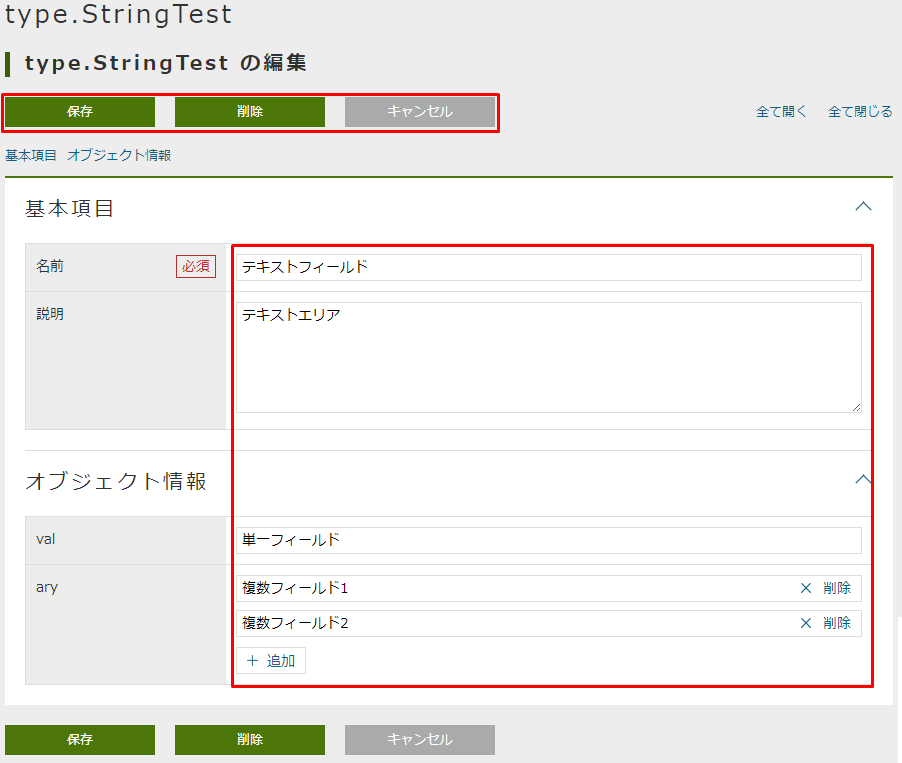 type.StringTest
type.StringTest の編集
保存 削除 キャンセル 全て開く 全て閉じる
基本項目 オブジェクト情報
基本項目
名前 必須 テキストフィールド
説明 テキストエリア
オブジェクト情報
val 単一フィールド
ary 複数フィールド1 × 削除
複数フィールド2 × 削除
＋ 追加
保存 削除 キャンセル